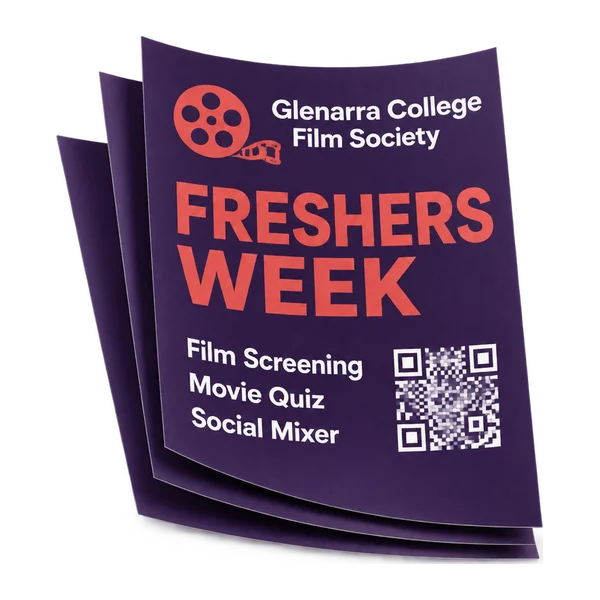 Glenarra College
Film Society
FRESHERS
WEEK
Film Screening
Movie Quiz
Social Mixer